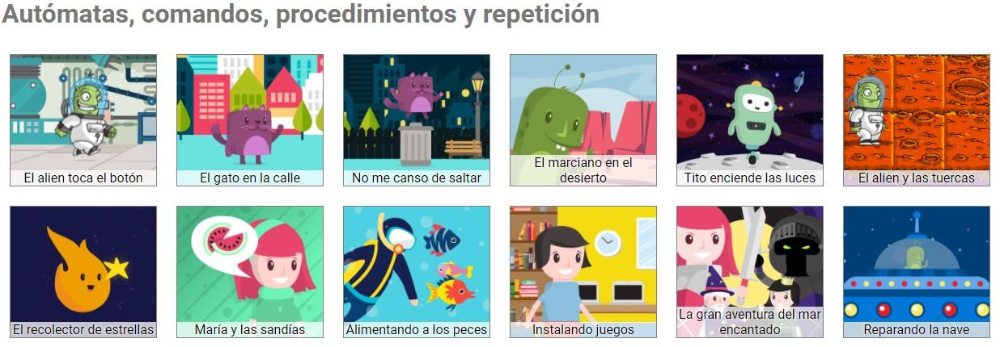 Autómatas, comandos, procedimientos y repetición
El alien toca el botón
El gato en la calle
No me canso de saltar
El marciano en el
desierto
Tito enciende las luces
El alien y las tuercas
El recolector de estrellas
María y las sandías
Alimentando a los peces
Instalando juegos
La gran aventura del mar
encantado
Reparando la nave